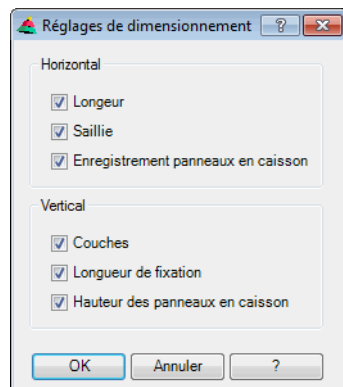 Réglages de dimensionnement
?
Horizontal
Longeur
Saillie
Enregistrement panneaux en caisson
Vertical
Couches
Longueur de fixation
Hauteur des panneaux en caisson
OK
Annuler
?